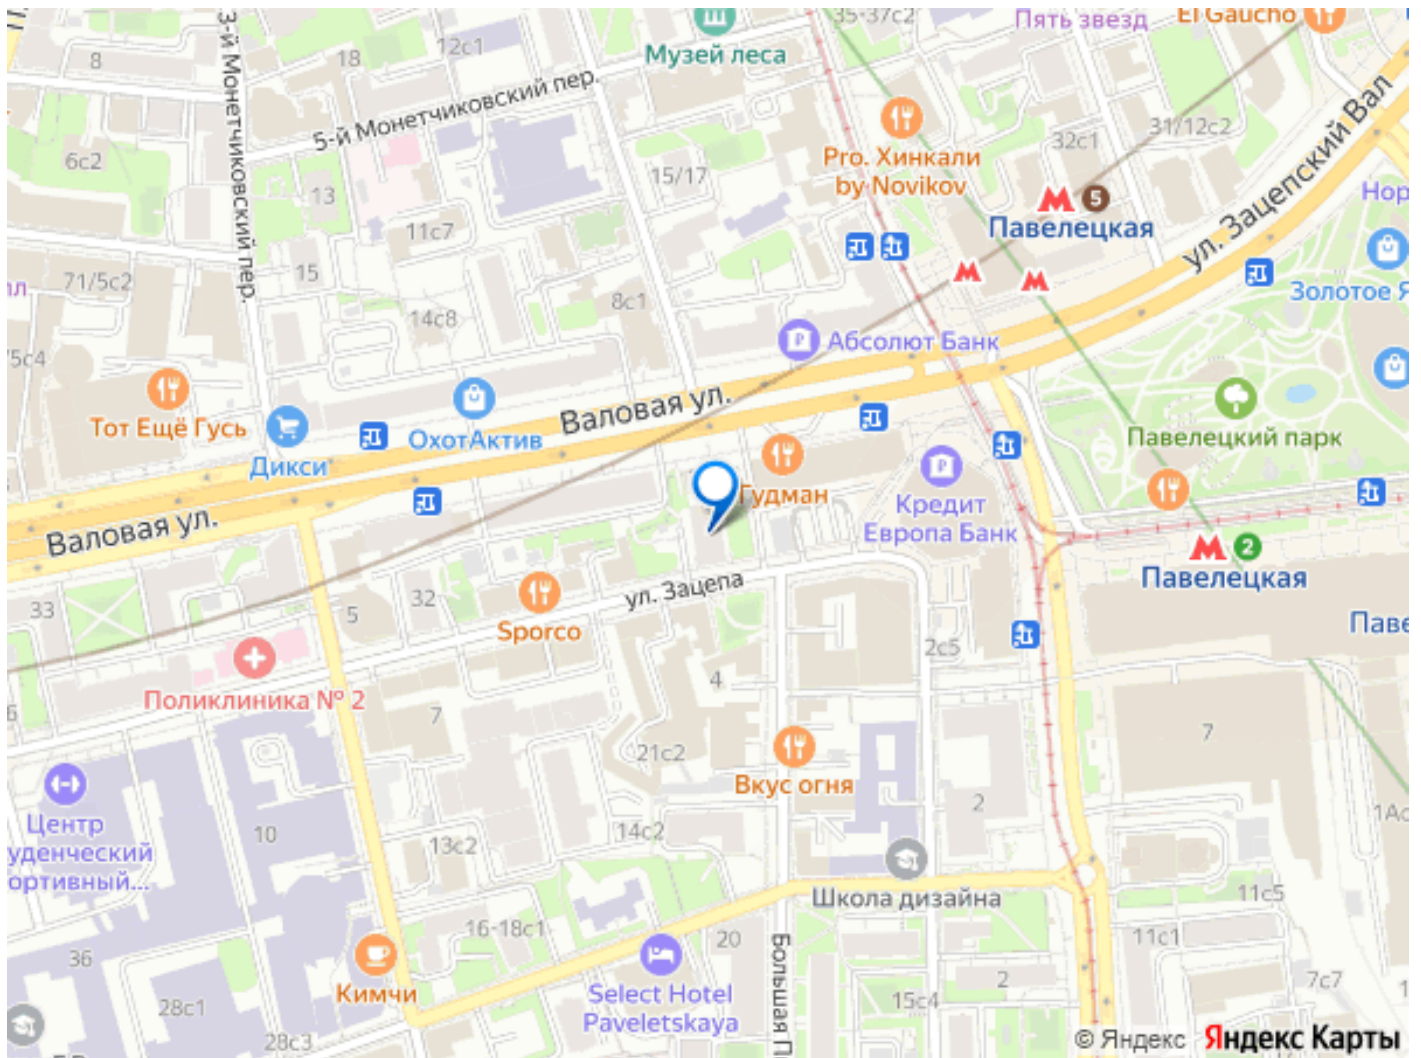 35-37с2
Пять звезд
El Gaucho
12с1
18
8
Музей леса
3-й Монетчиковский пер.
5-й Монетчиковский пер.
31/12с2
32с1
6с2
Pro. Хинкали
by Novikov
15/17
13
ул. Зацепский Вал
5
Павелецкая
11с7
15
71/5с2
8с1
14с8
Золотое Я
Абсолют Банк
5с4
Валовая ул.
Тот Ещё Гусь
ОхотАктив
Дикси
Павелецкий парк
Гудман
Кредит
Европа Банк
Валовая ул.
2
Павелецкая
33
32
5
ул. Зацепа
Sporco
Паве
2с5
Поликлиника № 2
4
7
21с2
7
Вкус огня
2
1Ас
Центр
уденческий
ортивный...
10
13с2
14с2
Школа дизайна
11с5
16-18с1
20
36
Большая П
11с1
Кимчи
Select Hotel
Paveletskaya
2
7с7
28с1
15с4
28с3
© Яндекс Яндекс Карты